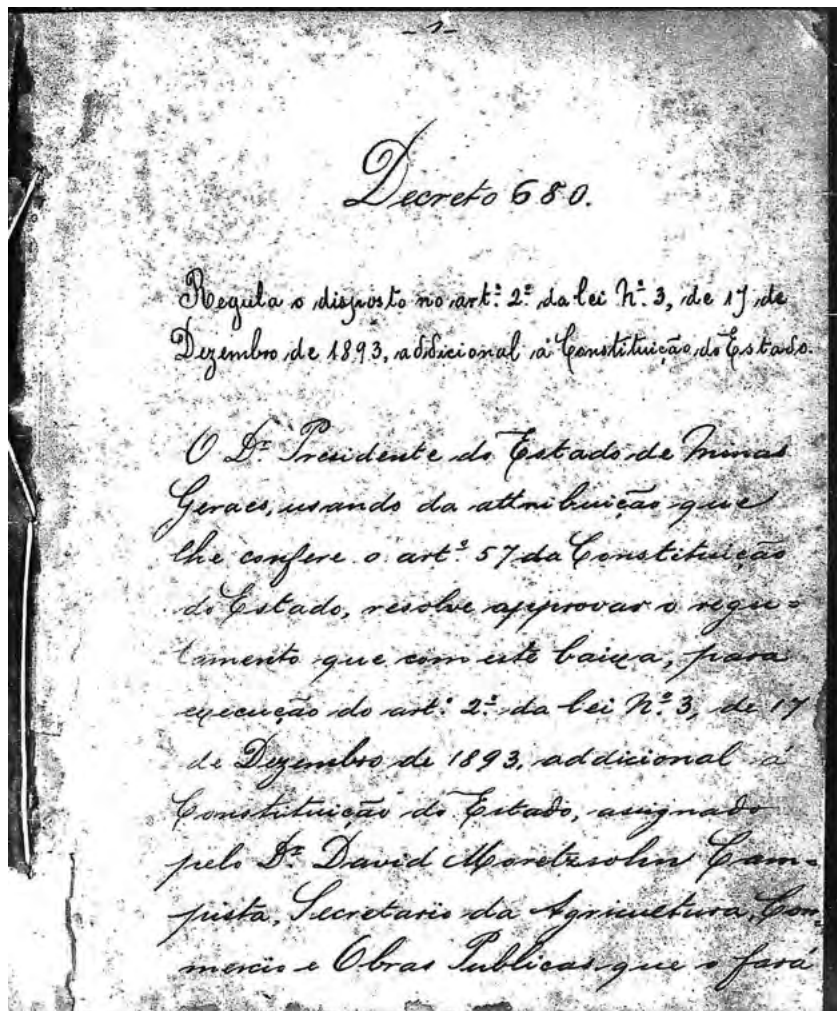 -1-
Decreto 680.
Regula o disposto no art.º 2º da lei Nº 3, de 17 de
Dezembro de 1893, addicional á Constituição do Estado.
O Dr. Presidente do Estado de Minas
Geraes, usando da attribuição que
lhe confere o artº 57 da Constituição
do Estado, resolve approvar o regu=
lamento que com este baixa, para
execução do art.º 2º da lei Nº 3, de 17
de Dezembro de 1893, addicional á
Constituição do Estado, assignado
pelo Dr. David Moretzsohn Cam=
pista, Secretario da Agricultura, Com=
mercio e Obras Publicas que o fará